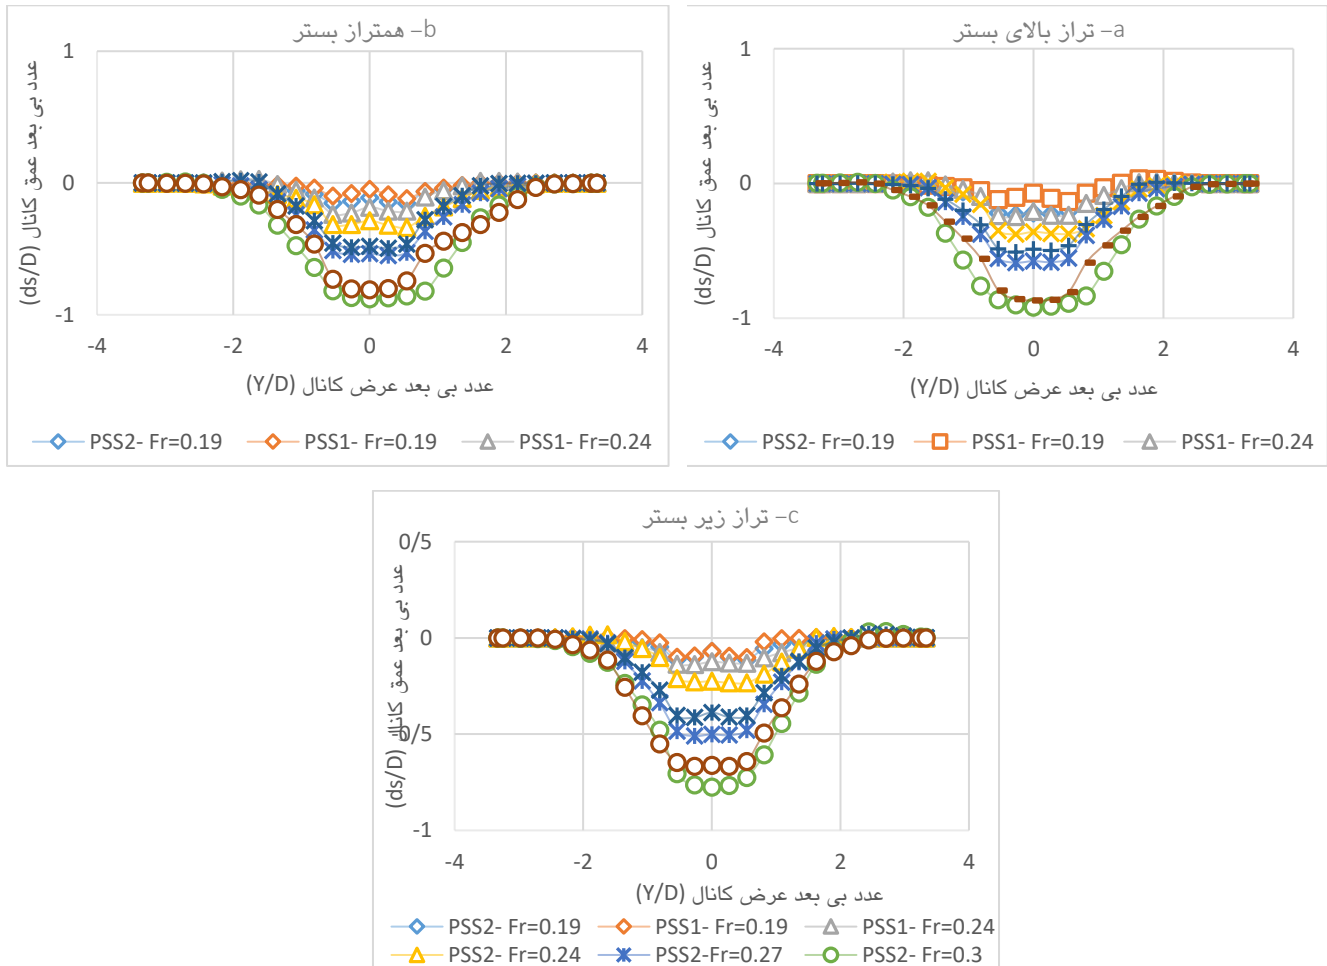 b- همتراز بستر
1
0
-1
-4
-2
0
2
4
عدد بی بعد عمق کانال (ds/D)
عدد بی بعد عرض کانال (Y/D)
PSS2- Fr=0.19
PSS1- Fr=0.19
PSS1- Fr=0.24
a- تراز بالای بستر
1
0
-1
-4
-2
0
2
4
عدد بی بعد عمق کانال (ds/D)
عدد بی بعد عرض کانال (Y/D)
PSS2- Fr=0.19
PSS1- Fr=0.19
PSS1- Fr=0.24
c- تراز زیر بستر
0/5
0
0/5
-1
-4
-2
0
2
4
عدد بی بعد عمق کانال (ds/D)
عدد بی بعد عرض کانال (Y/D)
PSS2- Fr=0.19
PSS1- Fr=0.19
PSS1- Fr=0.24
PSS2- Fr=0.24
PSS2-Fr=0.27
PSS2- Fr=0.3